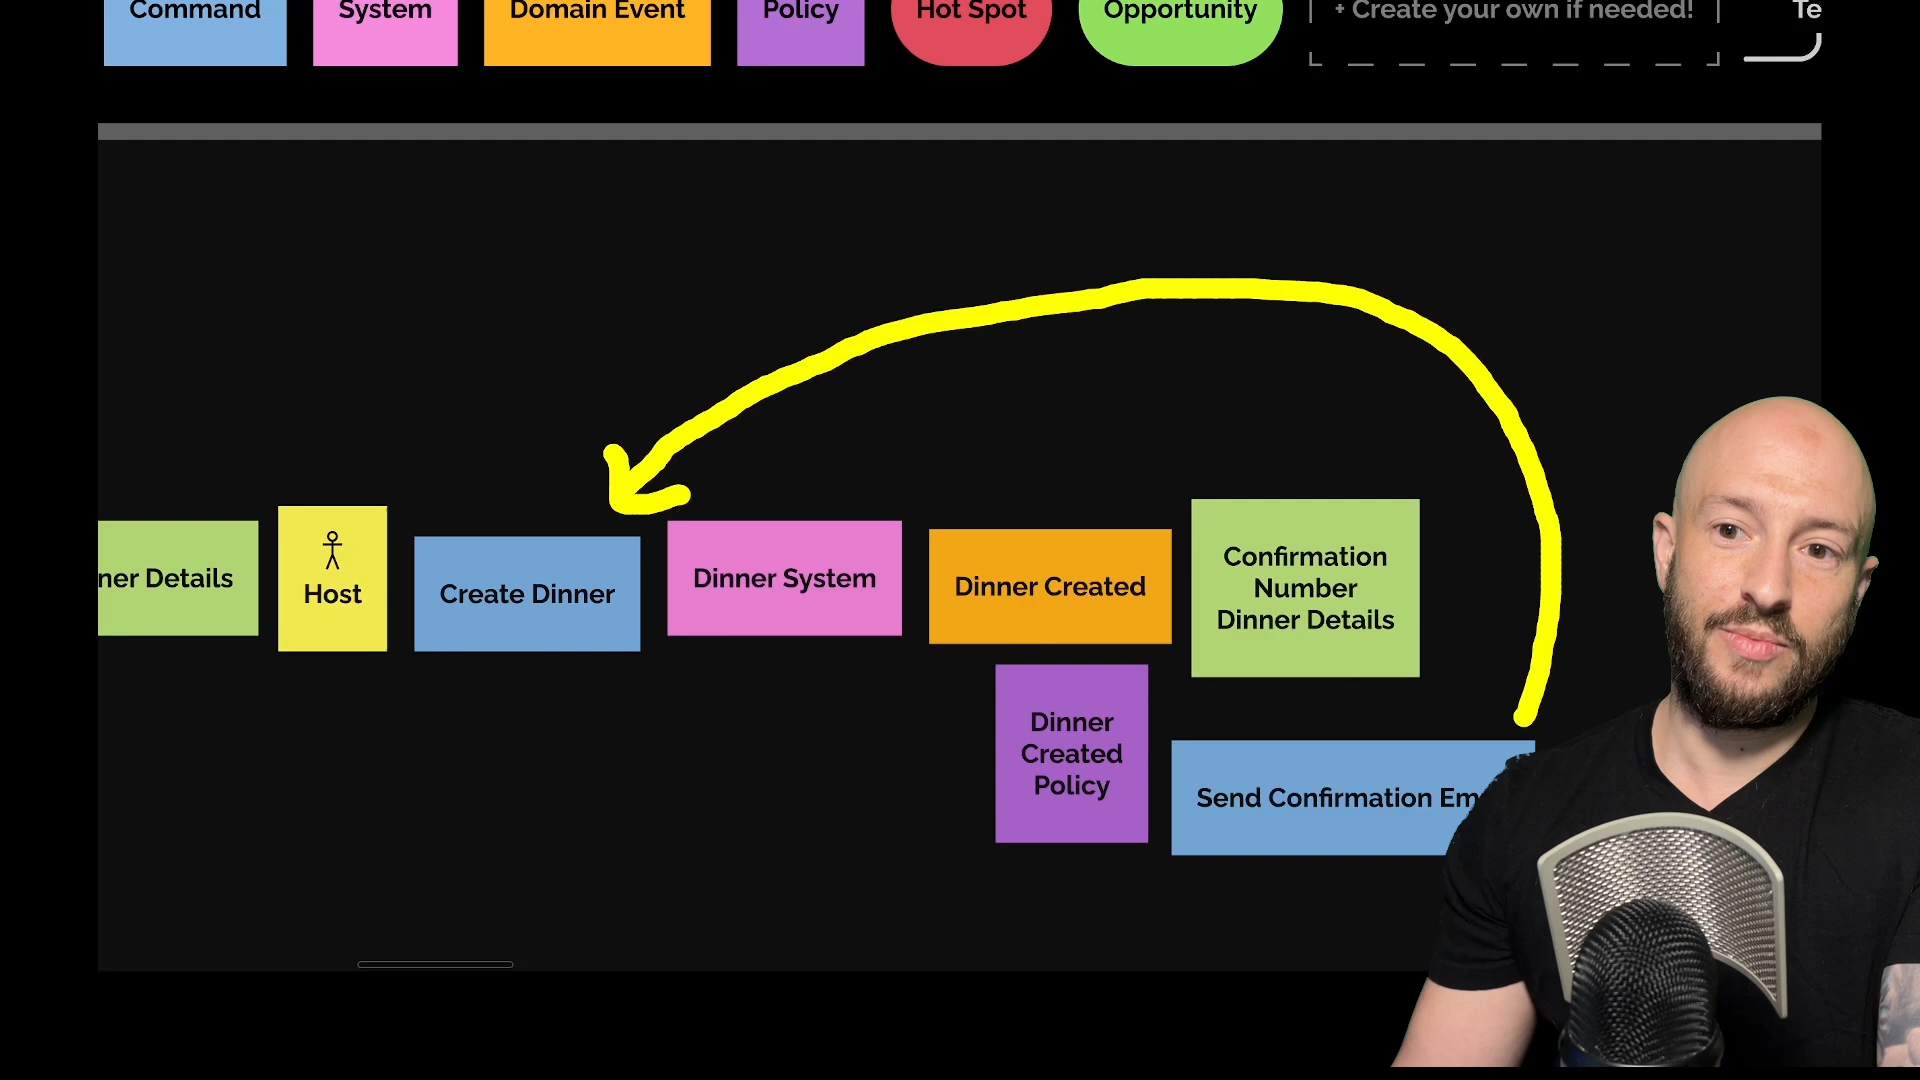 Command
System
Domain Event
Policy
Hot Spot
Opportunity
+ Create your own if needed!
Te
ner Details
Host
Create Dinner
Dinner System
Dinner Created
Confirmation
Number
Dinner Details
Dinner
Created
Policy
Send Confirmation Em